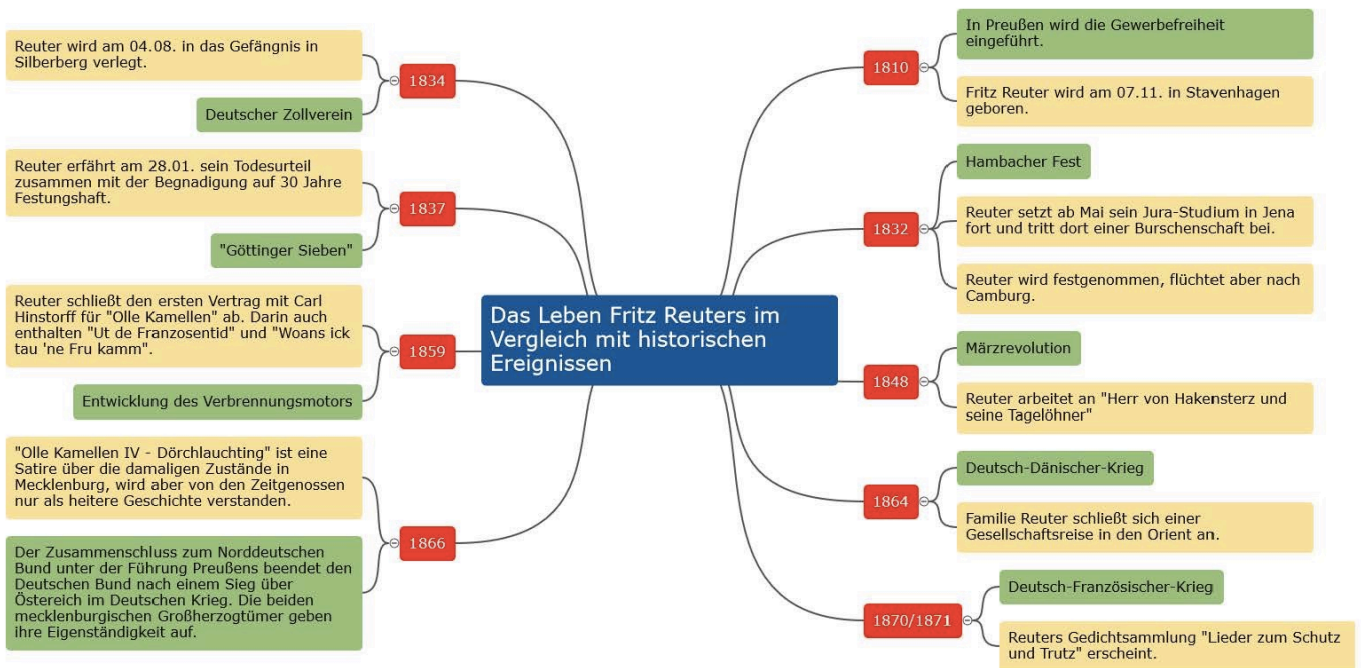 Das Leben Fritz Reuters im
Vergleich mit historischen
Ereignissen
1810
In Preußen wird die Gewerbefreiheit
eingeführt.
Fritz Reuter wird am 07.11. in Stavenhagen
geboren.
1832
Hambacher Fest
Reuter setzt ab Mai sein Jura-Studium in Jena
fort und tritt dort einer Burschenschaft bei.
Reuter wird festgenommen, flüchtet aber nach
Camburg.
1848
Märzrevolution
Reuter arbeitet an "Herr von Hakensterz und
seine Tagelöhner"
1864
Deutsch-Dänischer-Krieg
Familie Reuter schließt sich einer
Gesellschaftsreise in den Orient an.
1870/1871
Deutsch-Französischer-Krieg
Reuters Gedichtsammlung "Lieder zum Schutz
und Trutz" erscheint.
1834
Reuter wird am 04.08. in das Gefängnis in
Silberberg verlegt.
Deutscher Zollverein
1837
Reuter erfährt am 28.01. sein Todesurteil
zusammen mit der Begnadigung auf 30 Jahre
Festungshaft.
"Göttinger Sieben"
1859
Reuter schließt den ersten Vertrag mit Carl
Hinstorff für "Olle Kamellen" ab. Darin auch
enthalten "Ut de Franzosentid" und "Woans ick
tau 'ne Fru kamm".
Entwicklung des Verbrennungsmotors
1866
"Olle Kamellen IV - Dörchlauchting" ist eine
Satire über die damaligen Zustände in
Mecklenburg, wird aber von den Zeitgenossen
nur als heitere Geschichte verstanden.
Der Zusammenschluss zum Norddeutschen
Bund unter der Führung Preußens beendet den
Deutschen Bund nach einem Sieg über
Östereich im Deutschen Krieg. Die beiden
mecklenburgischen Großherzogtümer geben
ihre Eigenständigkeit auf.